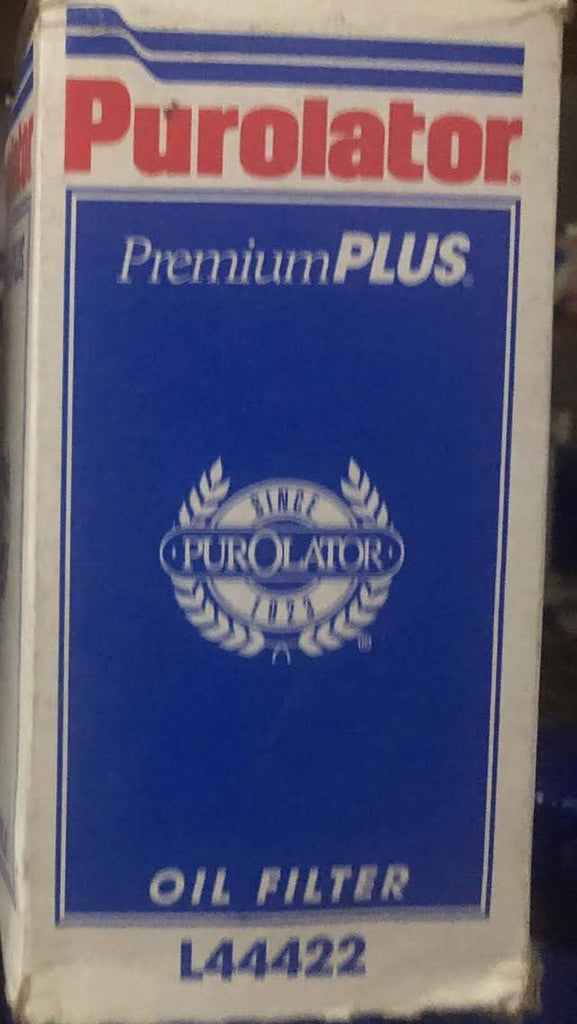 Purolator®
PremiumPLUS®
SINCE
PUROLATOR
1923
®
OIL FILTER
L44422